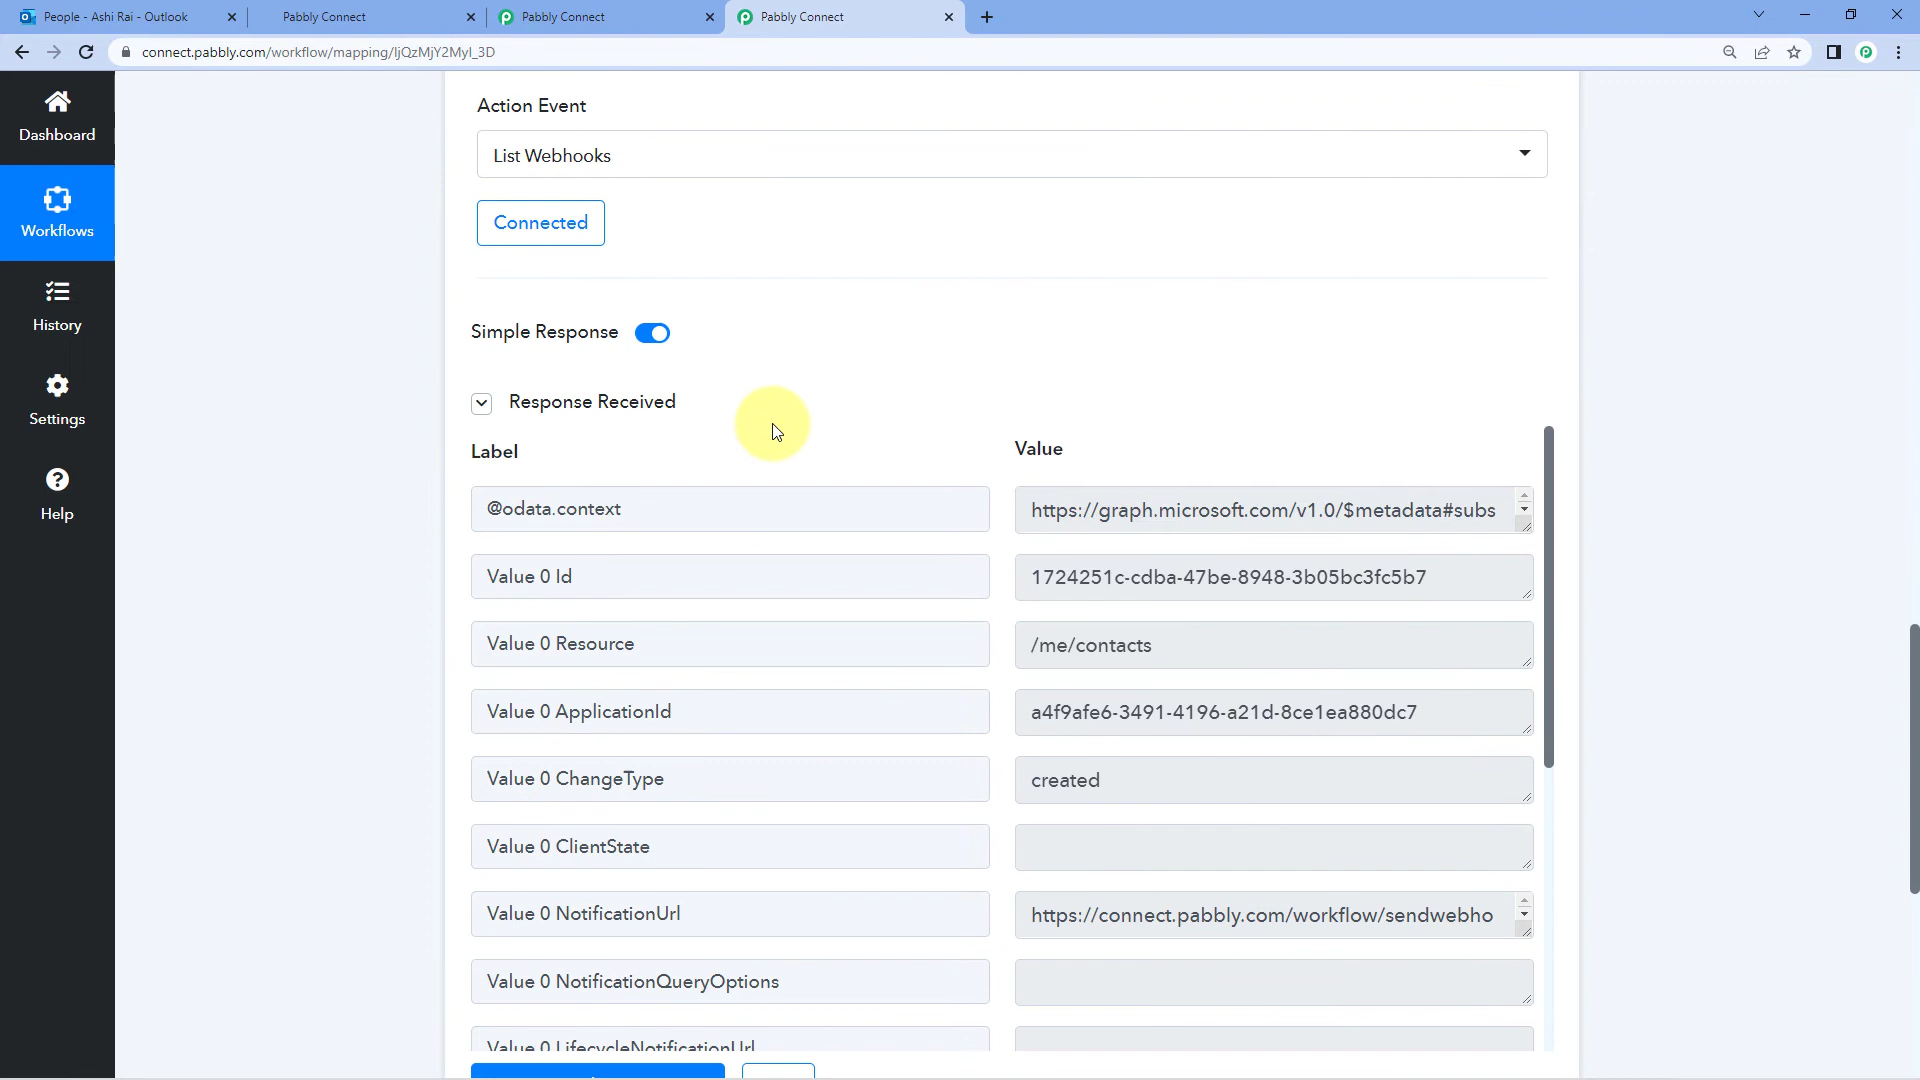 People - Ashi Rai - Outlook
Pabbly Connect
Pabbly Connect
Pabbly Connect
connect.pabbly.com/workflow/mapping/IjQzMjY2MyI_3D
Dashboard
Workflows
History
Settings
Help
Action Event
List Webhooks
Connected
Simple Response
Response Received
Label
Value
@odata.context
https://graph.microsoft.com/v1.0/$metadata#subs
Value 0 Id
1724251c-cdba-47be-8948-3b05bc3fc5b7
Value 0 Resource
/me/contacts
Value 0 ApplicationId
a4f9afe6-3491-4196-a21d-8ce1ea880dc7
Value 0 ChangeType
created
Value 0 ClientState
Value 0 NotificationUrl
https://connect.pabbly.com/workflow/sendwebho
Value 0 NotificationQueryOptions
Value 0 LifecycleNotificationUrl